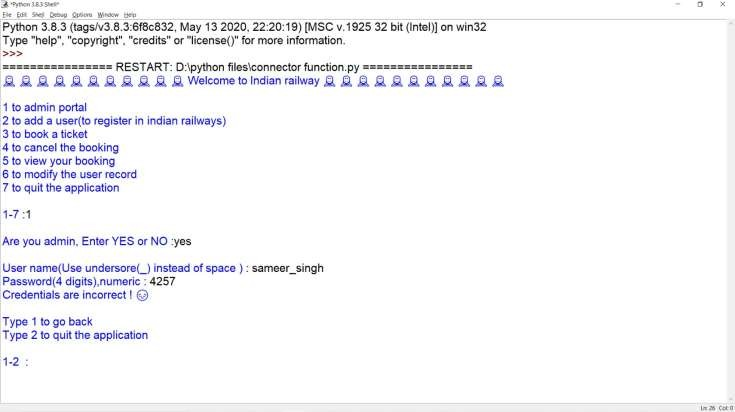 *Python 3.8.3 Shell*
File Edit Shell Debug Options Window Help
Python 3.8.3 (tags/v3.8.3:6f8c832, May 13 2020, 22:20:19) [MSC v.1925 32 bit (Intel)] on win32
Type "help", "copyright", "credits" or "license()" for more information.
>>>
================ RESTART: D:\python files\connector function.py ================
Welcome to Indian railway
1 to admin portal
2 to add a user(to register in indian railways)
3 to book a ticket
4 to cancel the booking
5 to view your booking
6 to modify the user record
7 to quit the application
1-7 :1
Are you admin, Enter YES or NO :yes
User name(Use undersore(_) instead of space ) : sameer_singh
Password(4 digits),numeric : 4257
Credentials are incorrect !
Type 1 to go back
Type 2 to quit the application
1-2 :
Ln: 26 Col: 0